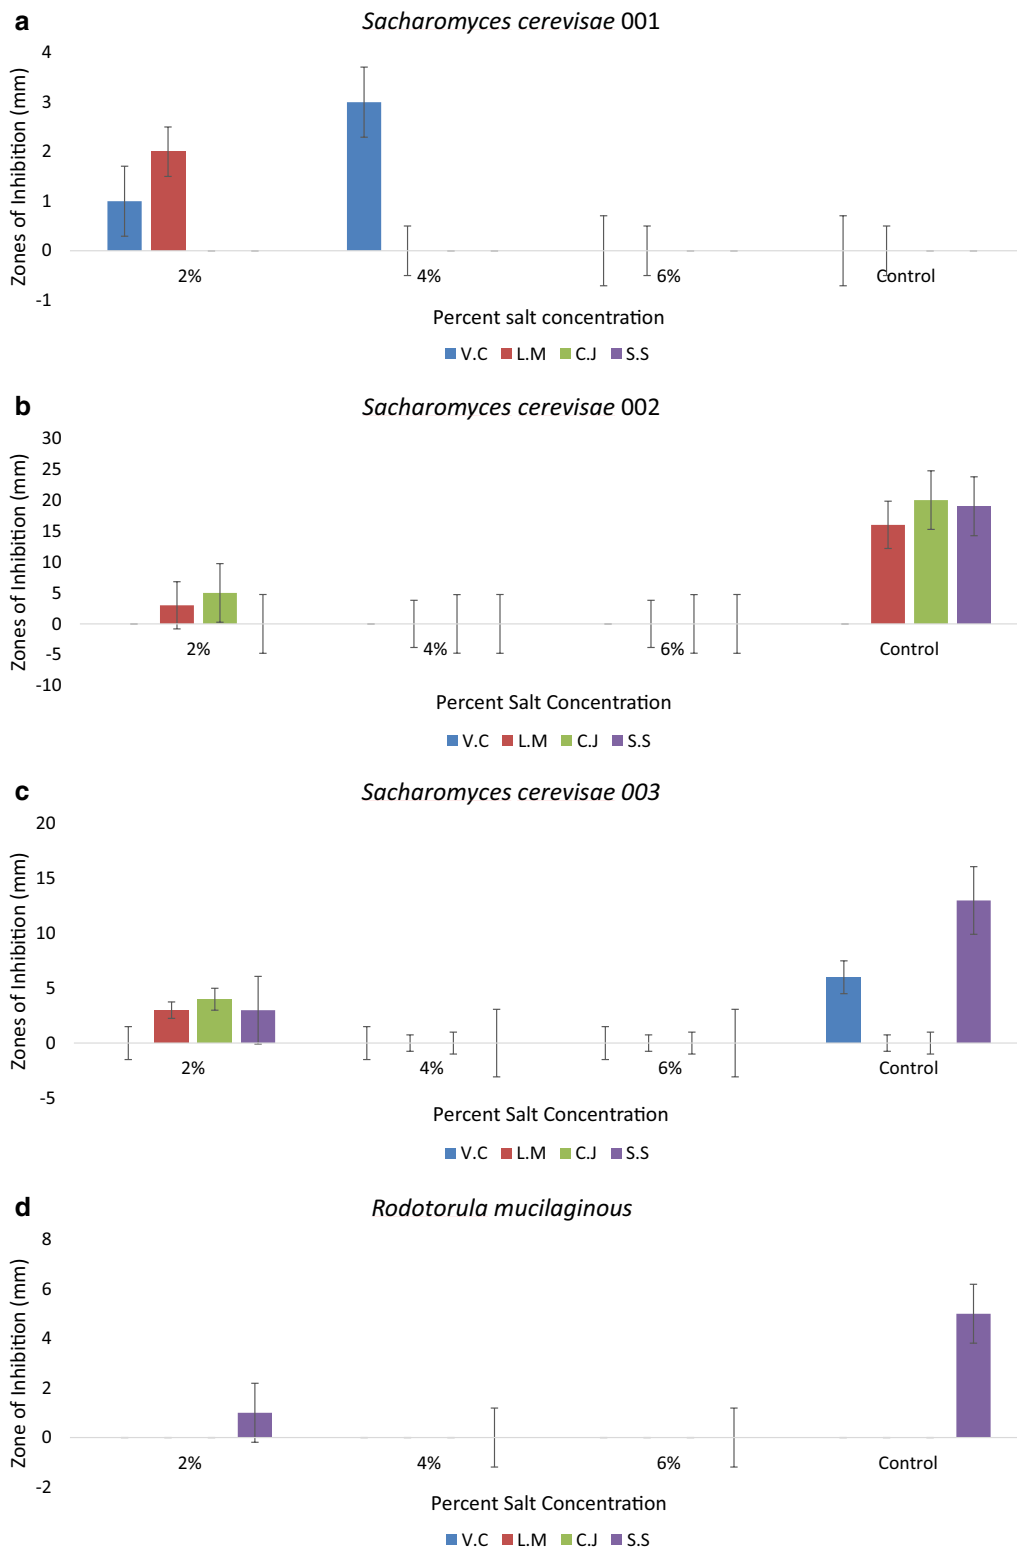 a
Sacharomyces cerevisae 001
Zones of Inhibition (mm)
4
3
2
1
0
-1
2% 4% 6% Control
Percent salt concentration
V.C L.M C.J S.S
b
Sacharomyces cerevisae 002
Zones of Inhibition (mm)
30
25
20
15
10
5
0
-5
-10
2% 4% 6% Control
Percent Salt Concentration
V.C L.M C.J S.S
c
Sacharomyces cerevisae 003
Zones of Inhibition (mm)
20
15
10
5
0
-5
2% 4% 6% Control
Percent Salt Concentration
V.C L.M C.J S.S
d
Rodotorula mucilaginous
Zone of Inhibition (mm)
8
6
4
2
0
-2
2% 4% 6% Control
Percent Salt Concentration
V.C L.M C.J S.S